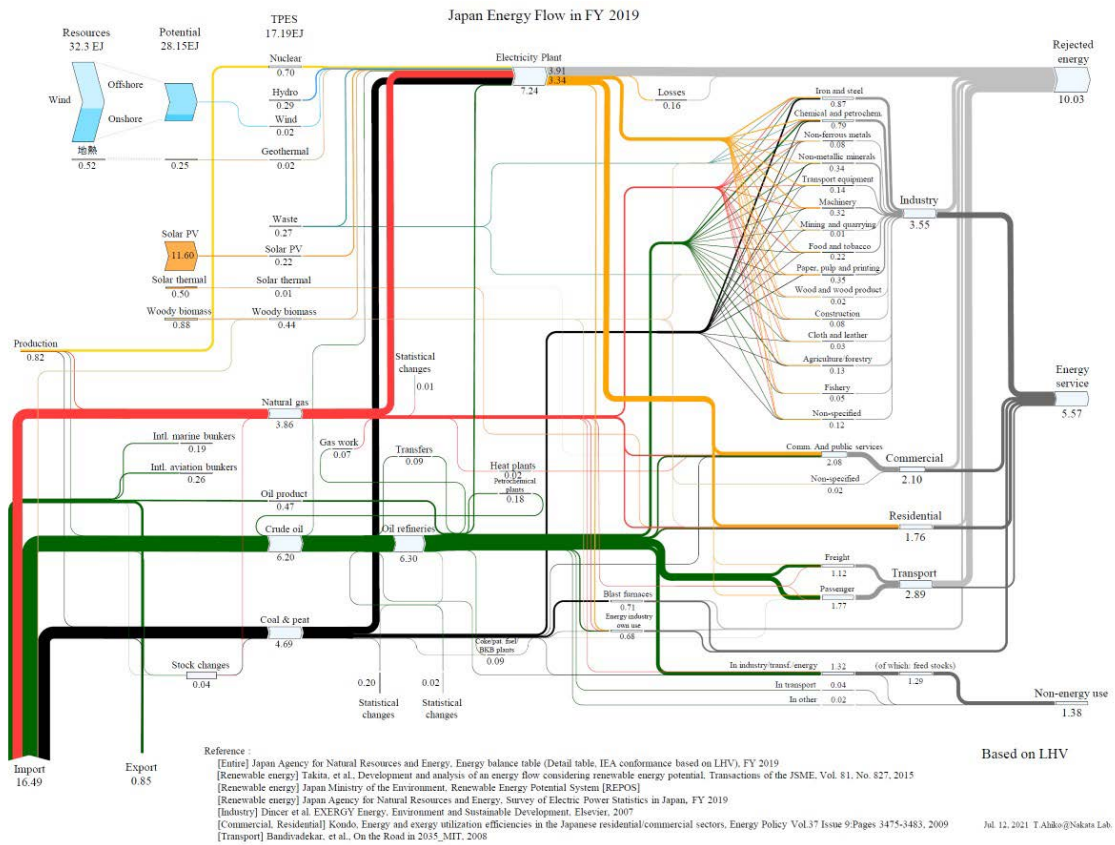 Japan Energy Flow in FY 2019
Resources
32.3 EJ
Potential
28.15EJ
TPES
17.19EJ
Offshore
Wind
Onshore
地熱
0.52
0.25
Solar PV
11.60
Solar thermal
0.50
Woody biomass
0.88
Production
0.82
Nuclear
0.70
Hydro
0.29
Wind
0.02
Geothermal
0.02
Waste
0.27
Solar PV
0.22
Solar thermal
0.01
Woody biomass
0.44
Natural gas
3.86
Intl. marine bunkers
0.19
Intl. aviation bunkers
0.26
Oil product
0.47
Crude oil
6.20
Coal & peat
4.69
Stock changes
0.04
Import
16.49
Export
0.85
Statistical
changes
0.01
Gas work
0.07
Transfers
0.09
Heat plants
0.02
Petrochemical
plants
0.18
Oil refineries
6.30
Coke/pat. fuel/
BKB plants
0.09
0.20
Statistical
changes
0.02
Statistical
changes
Electricity Plant
3.91
3.34
7.24
Losses
0.16
Blast furnaces
0.71
Energy industry
own use
0.68
Iron and steel
0.87
Chemical and petrochem.
0.79
Non-ferrous metals
0.08
Non-metallic minerals
0.34
Transport equipment
0.14
Machinery
0.32
Mining and quarrying
0.01
Food and tobacco
0.22
Paper, pulp and printing
0.35
Wood and wood product
0.02
Construction
0.08
Cloth and leather
0.03
Agriculture/forestry
0.13
Fishery
0.05
Non-specified
0.12
Industry
3.55
Comm. And public services
2.08
Non-specified
0.02
Commercial
2.10
Residential
1.76
Freight
1.12
Passenger
1.77
Transport
2.89
In industry/transf./energy 1.32
(of which: feed stocks)
1.29
In transport 0.04
In other 0.02
Rejected
energy
10.03
Energy
service
5.57
Non-energy use
1.38
Based on LHV
Reference :
[Entire] Japan Agency for Natural Resources and Energy, Energy balance table (Detail table, IEA conformance based on LHV), FY 2019
[Renewable energy] Takita, et al., Development and analysis of an energy flow considering renewable energy potential, Transactions of the JSME, Vol. 81, No. 827, 2015
[Renewable energy] Japan Ministry of the Environment, Renewable Energy Potential System [REPOS]
[Renewable energy] Japan Agency for Natural Resources and Energy, Survey of Electric Power Statistics in Japan, FY 2019
[Industry] Dincer et al. EXERGY Energy, Environment and Sustainable Development, Elsevier, 2007
[Commercial, Residential] Kondo, Energy and exergy utilization efficiencies in the Japanese residential/commercial sectors, Energy Policy Vol.37 Issue 9:Pages 3475-3483, 2009
[Transport] Bandivadekar, et al., On the Road in 2035_MIT, 2008
Jul. 12, 2021 T.Ahiko@Nakata Lab.